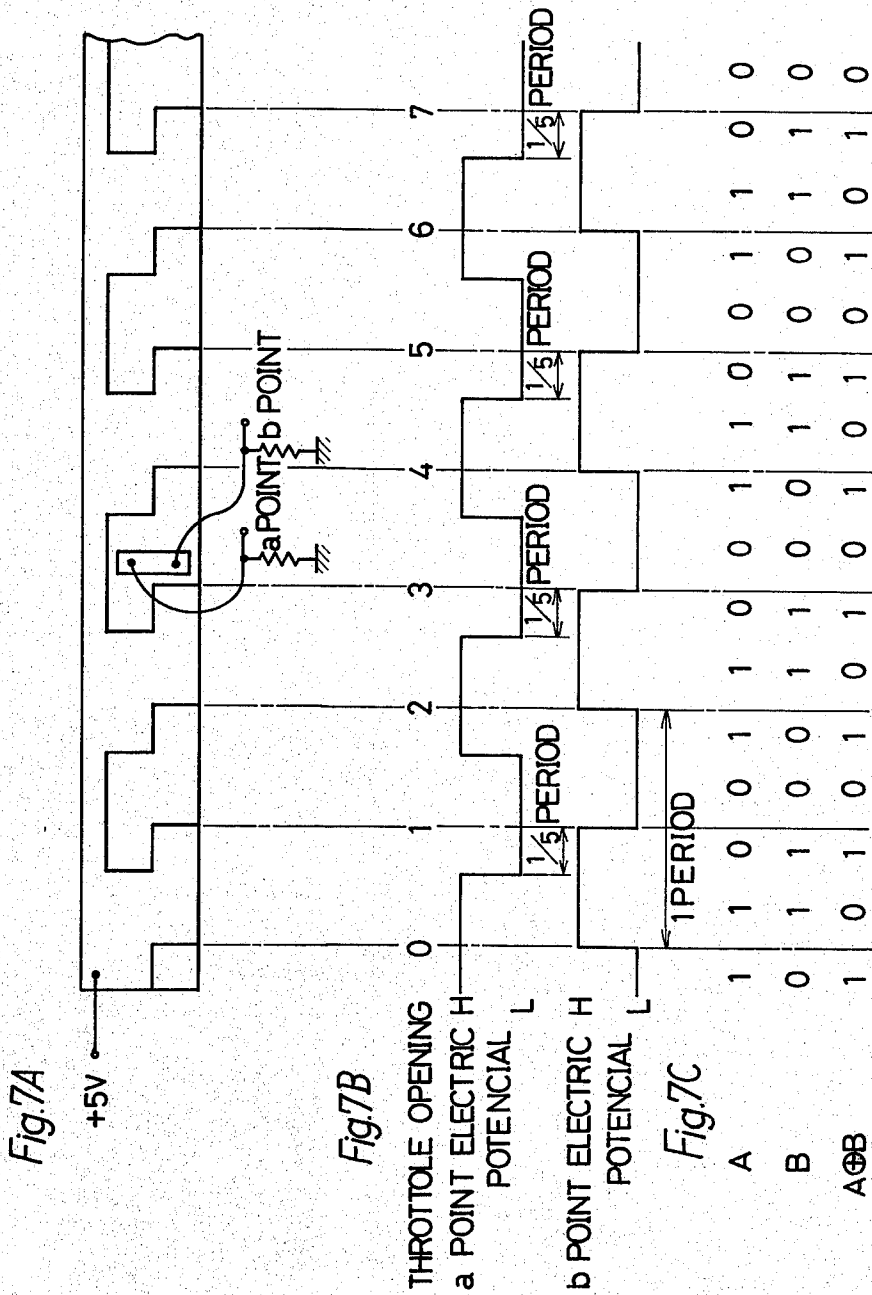 Fig.7A
+5V
a POINT b POINT
Fig.7B
THROTTOLE OPENING 0 1 2 3 4 5 6 7
a POINT ELECTRIC H
POTENCIAL L
1/5 PERIOD 1/5 PERIOD 1/5 PERIOD 1/5 PERIOD
b POINT ELECTRIC H
POTENCIAL L
1 PERIOD
Fig.7C
A 1 1 0 0 1 1 0 0 1 1 0 0 1 1 0 0
B 0 1 1 0 0 1 1 0 0 1 1 0 0 1 1 0
A⊕B 1 0 1 0 1 0 1 0 1 0 1 0 1 0 1 0